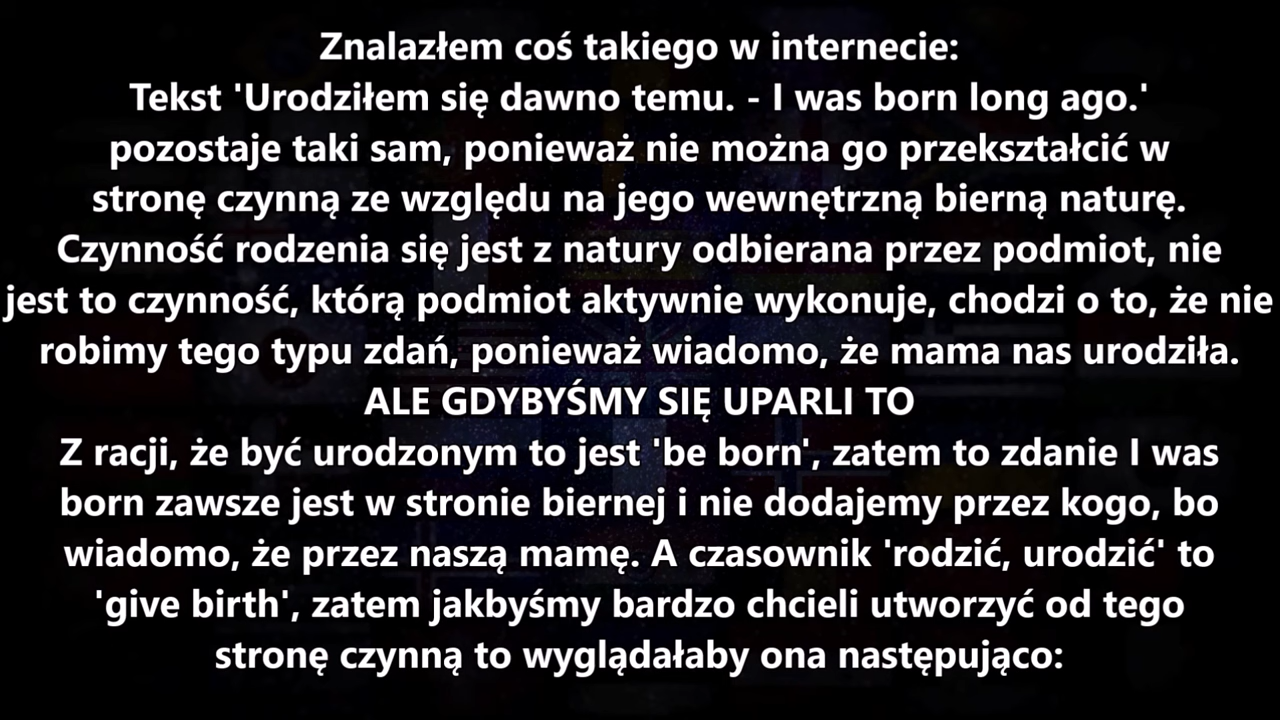 Znalazłem coś takiego w internecie:
Tekst 'Urodziłem się dawno temu. - I was born long ago.'
pozostaje taki sam, ponieważ nie można go przekształcić w
stronę czynną ze względu na jego wewnętrzną bierną naturę.
Czynność rodzenia się jest z natury odbierana przez podmiot, nie
jest to czynność, którą podmiot aktywnie wykonuje, chodzi o to, że nie
robimy tego typu zdań, ponieważ wiadomo, że mama nas urodziła.
ALE GDYBYŚMY SIĘ UPARLI TO
Z racji, że być urodzonym to jest 'be born', zatem to zdanie I was
born zawsze jest w stronie biernej i nie dodajemy przez kogo, bo
wiadomo, że przez naszą mamę. A czasownik 'rodzić, urodzić' to
'give birth', zatem jakbyśmy bardzo chcieli utworzyć od tego
stronę czynną to wyglądałaby ona następująco: